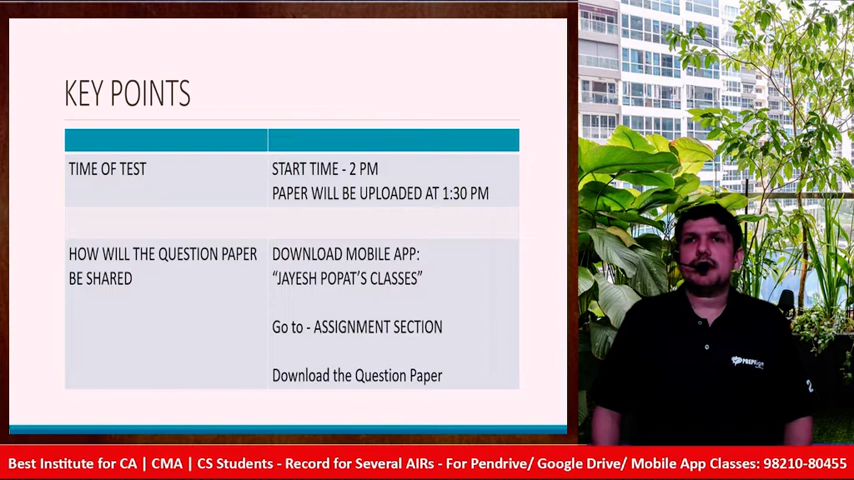 KEY POINTS
TIME OF TEST
START TIME - 2 PM
PAPER WILL BE UPLOADED AT 1:30 PM
HOW WILL THE QUESTION PAPER
BE SHARED
DOWNLOAD MOBILE APP:
“JAYESH POPAT’S CLASSES”
Go to - ASSIGNMENT SECTION
Download the Question Paper
Best Institute for CA | CMA | CS Students - Record for Several AIRs - For Pendrive/ Google Drive/ Mobile App Classes: 98210-80455